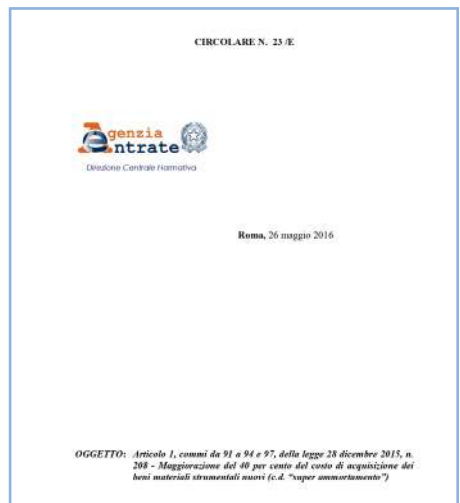 CIRCOLARE N. 23 /E
Agenzia
Entrate
Direzione Centrale Normativa
Roma, 26 maggio 2016
OGGETTO: Articolo 1, commi da 91 a 94 e 97, della legge 28 dicembre 2015, n.
208 - Maggiorazione del 40 per cento del costo di acquisizione dei
beni materiali strumentali nuovi (c.d. "super ammortamento")